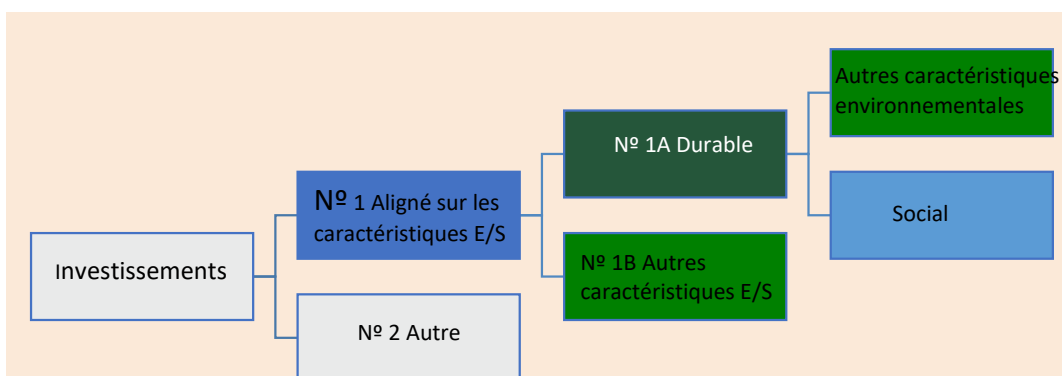 Investissements
Nº 1 Aligné sur les
caractéristiques E/S
Nº 2 Autre
Nº 1A Durable
Nº 1B Autres
caractéristiques E/S
Autres caractéristiques
environnementales
Social